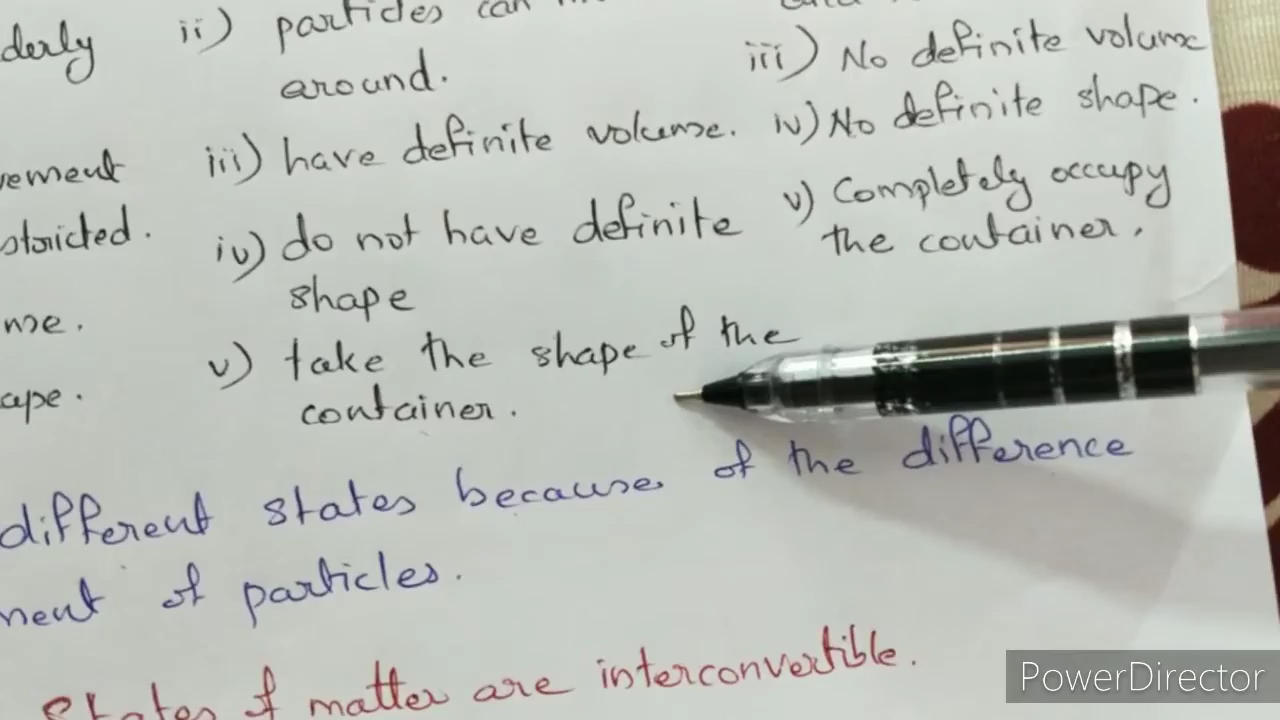 derly
vement
stricted.
me.
ape.
ii) particles can
around.
iii) have definite volume.
iv) do not have definite
shape
v) take the shape of the
container.
iii) No definite volume
iv) No definite shape.
v) Completely occupy
the container.
different states because of the difference
ment of particles.
States of matter are interconvertible.
PowerDirector